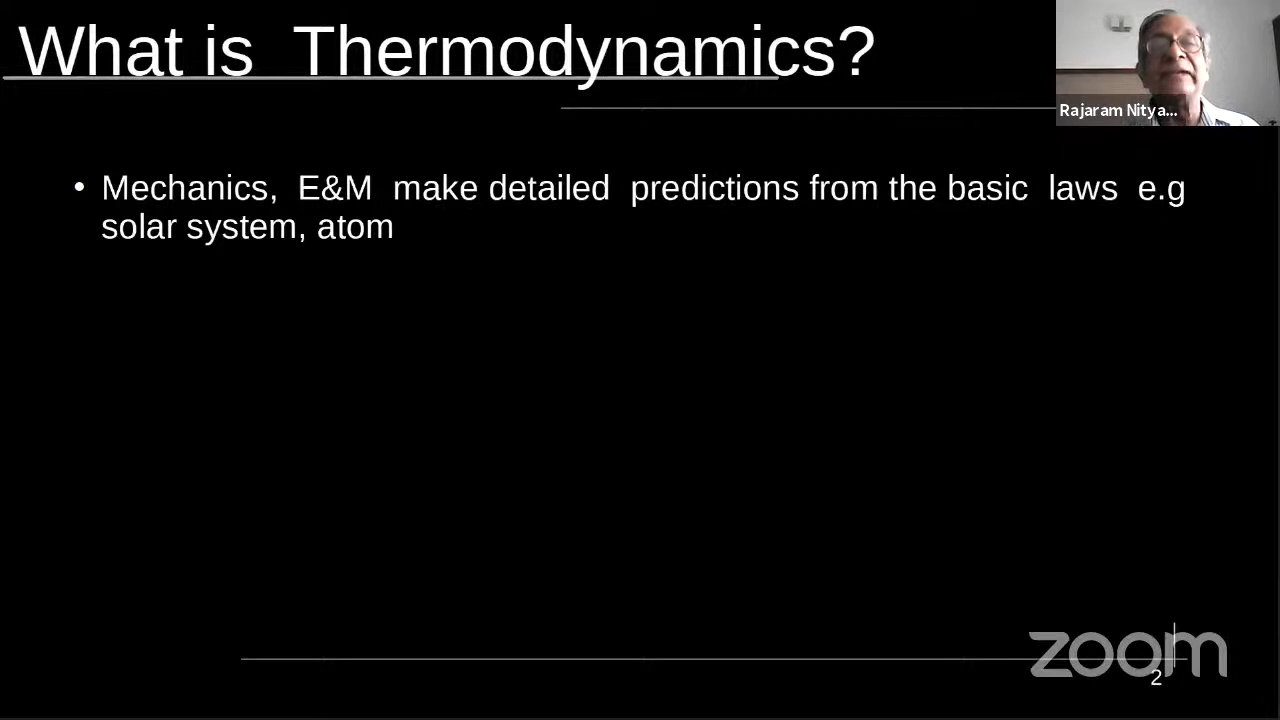 What is  Thermodynamics?
Rajaram Nitya...
• Mechanics,  E&M  make detailed  predictions from the basic  laws  e.g
solar system, atom
zoom
2